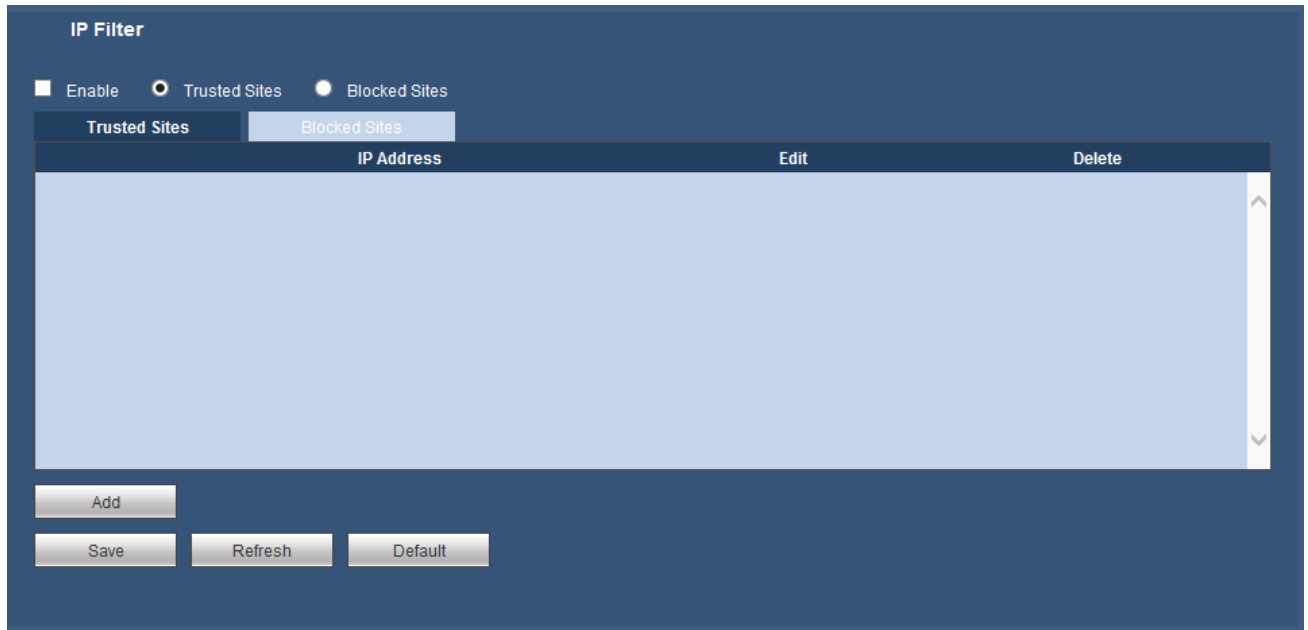 IP Filter
Enable Trusted Sites Blocked Sites
Trusted Sites Blocked Sites
IP Address Edit Delete
Add
Save Refresh Default